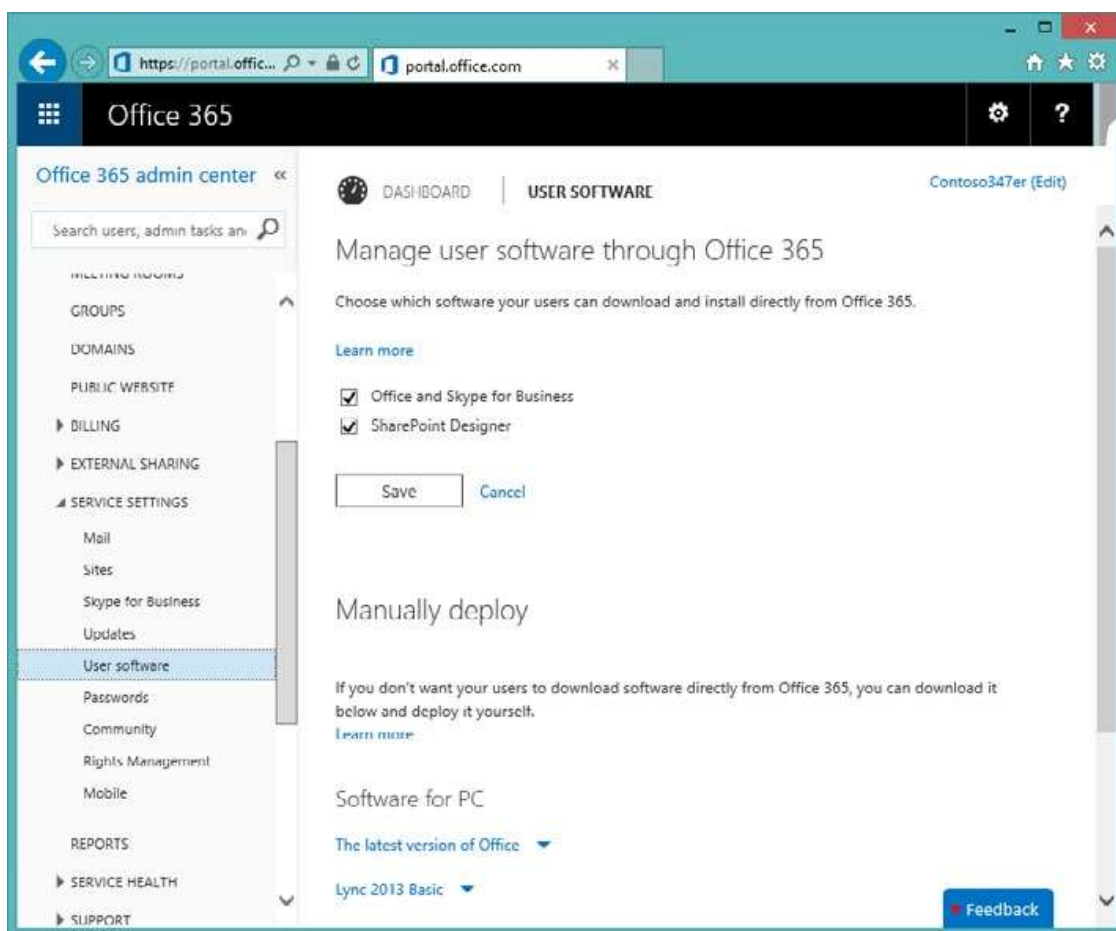 https://portal.offic...
portal.office.com
Office 365
?
Office 365 admin center «
Search users, admin tasks an
MEETING ROOMS
GROUPS
DOMAINS
PUBLIC WEBSITE
BILLING
EXTERNAL SHARING
SERVICE SETTINGS
Mail
Sites
Skype for Business
Updates
User software
Passwords
Community
Rights Management
Mobile
REPORTS
SERVICE HEALTH
SUPPORT
DASHBOARD | USER SOFTWARE
Contoso347er (Edit)
Manage user software through Office 365
Choose which software your users can download and install directly from Office 365.
Learn more
Office and Skype for Business
SharePoint Designer
Save Cancel
Manually deploy
If you don't want your users to download software directly from Office 365, you can download it
below and deploy it yourself.
Learn more
Software for PC
The latest version of Office
Lync 2013 Basic
Feedback